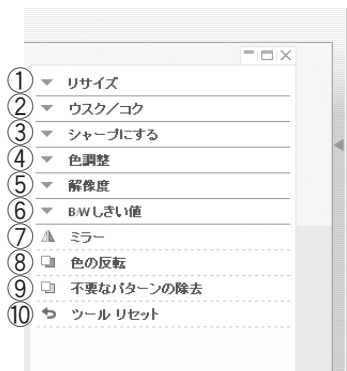 ① リサイズ
② ウスク／コク
③ シャープにする
④ 色調整
⑤ 解像度
⑥ B/Wしきい値
⑦ ミラー
⑧ 色の反転
⑨ 不要なパターンの除去
⑩ ツール リセット